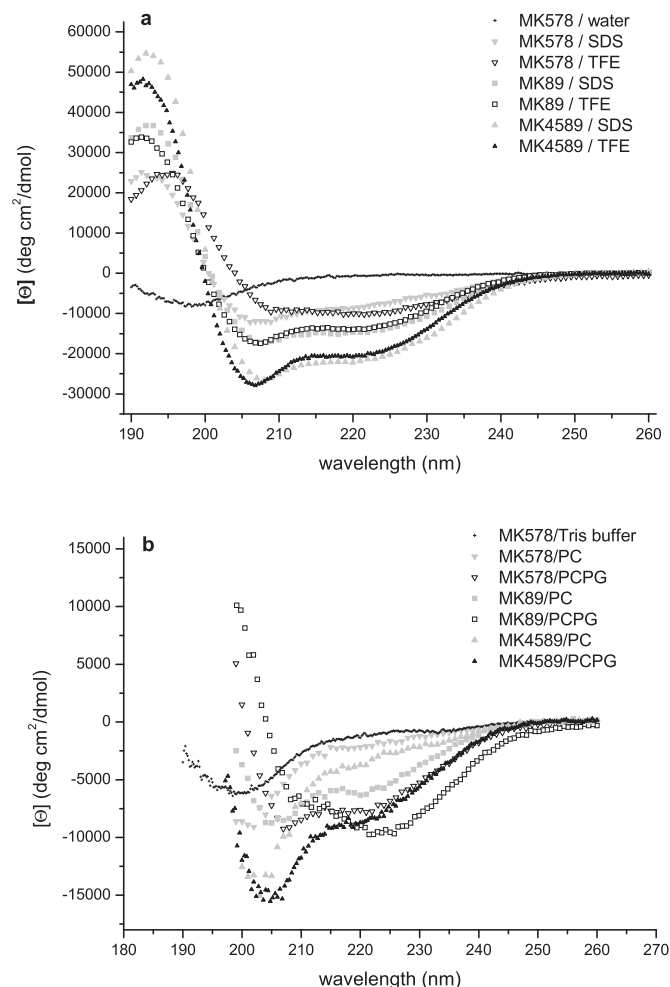 a
MK578 / water
MK578 / SDS
MK578 / TFE
MK89 / SDS
MK89 / TFE
MK4589 / SDS
MK4589 / TFE
60000
50000
40000
30000
20000
10000
0
-10000
-20000
-30000
[Θ] (deg cm²/dmol)
190 200 210 220 230 240 250 260
wavelength (nm)
b
MK578/Tris buffer
MK578/PC
MK578/PCPG
MK89/PC
MK89/PCPG
MK4589/PC
MK4589/PCPG
15000
10000
5000
0
-5000
-10000
-15000
[Θ] (deg cm²/dmol)
180 190 200 210 220 230 240 250 260 270
wavelength (nm)